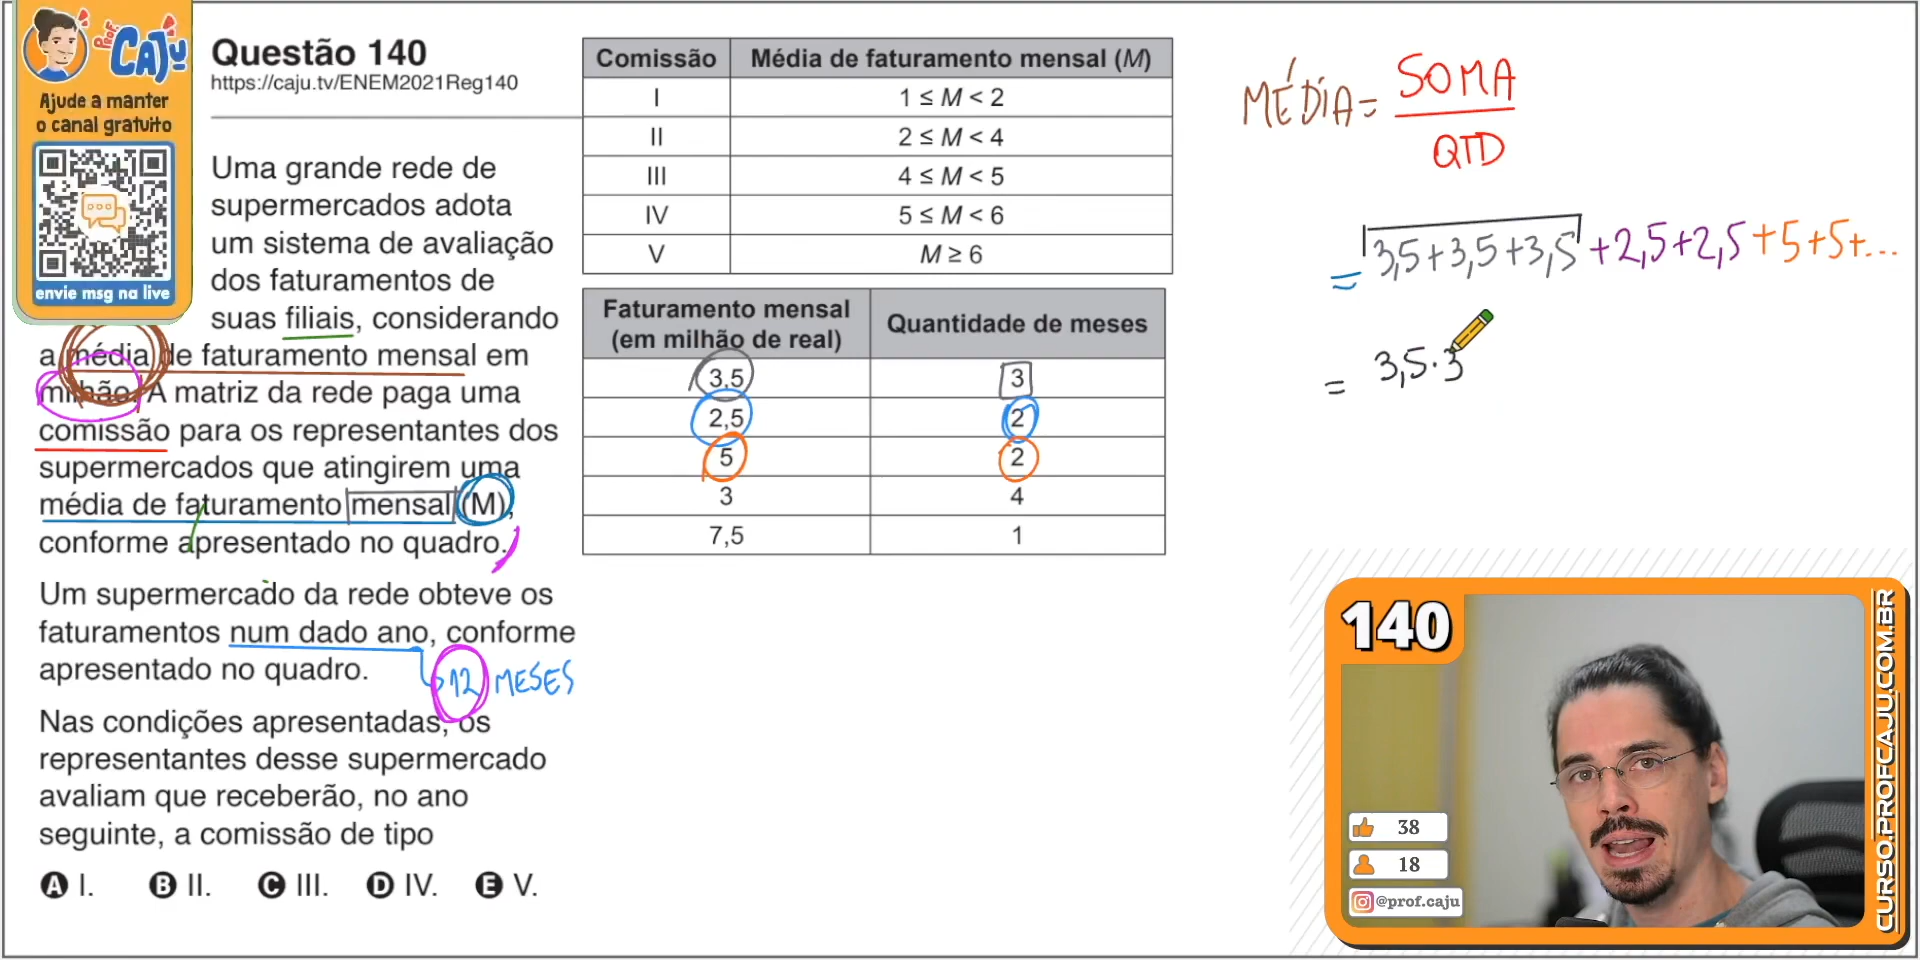 PROF.
CAJU
Ajude a manter
o canal gratuito
envie msg na live
Questão 140
https://caju.tv/ENEM2021Reg140
Uma grande rede de
supermercados adota
um sistema de avaliação
dos faturamentos de
suas filiais, considerando
a média de faturamento mensal em
milhão. A matriz da rede paga uma
comissão para os representantes dos
supermercados que atingirem uma
média de faturamento mensal (M),
conforme apresentado no quadro.
Um supermercado da rede obteve os
faturamentos num dado ano, conforme
apresentado no quadro.
12 MESES
Nas condições apresentadas, os
representantes desse supermercado
avaliam que receberão, no ano
seguinte, a comissão de tipo
A I. B II. C III. D IV. E V.
Comissão Média de faturamento mensal (M)
I 1 ≤ M < 2
II 2 ≤ M < 4
III 4 ≤ M < 5
IV 5 ≤ M < 6
V M ≥ 6
Faturamento mensal (em milhão de real) Quantidade de meses
3,5 3
2,5 2
5 2
3 4
7,5 1
MÉDIA = SOMA
QTD
= 3,5+3,5+3,5+2,5+2,5+5+5+...
= 3,5·3
140
38
18
@prof.caju
CURSO.PROFCAJU.COM.BR